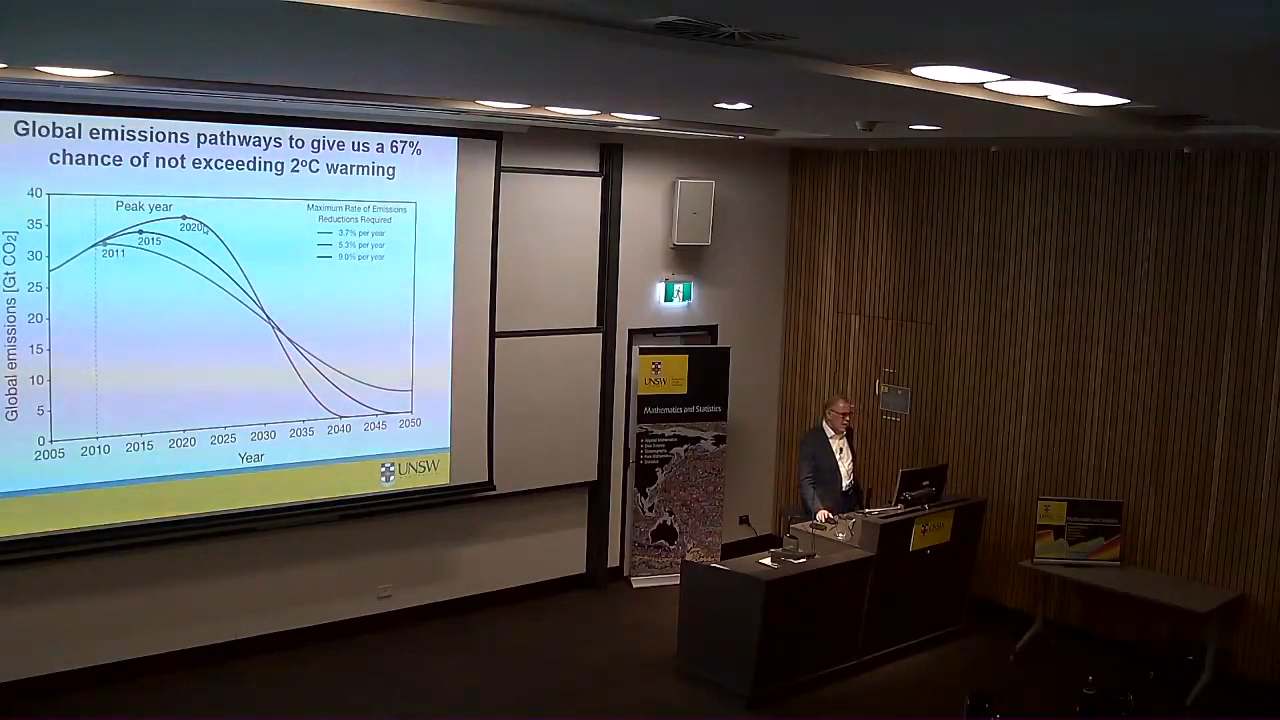 Global emissions pathways to give us a 67%
chance of not exceeding 2ºC warming
Global emissions [Gt CO2]
40
35
30
25
20
15
10
5
0
Peak year
2011
2015
2020
Maximum Rate of Emissions
Reductions Required
3.7% per year
5.3% per year
9.0% per year
2005 2010 2015 2020 2025 2030 2035 2040 2045 2050
Year
UNSW
UNSW
Mathematics and Statistics
UNSW